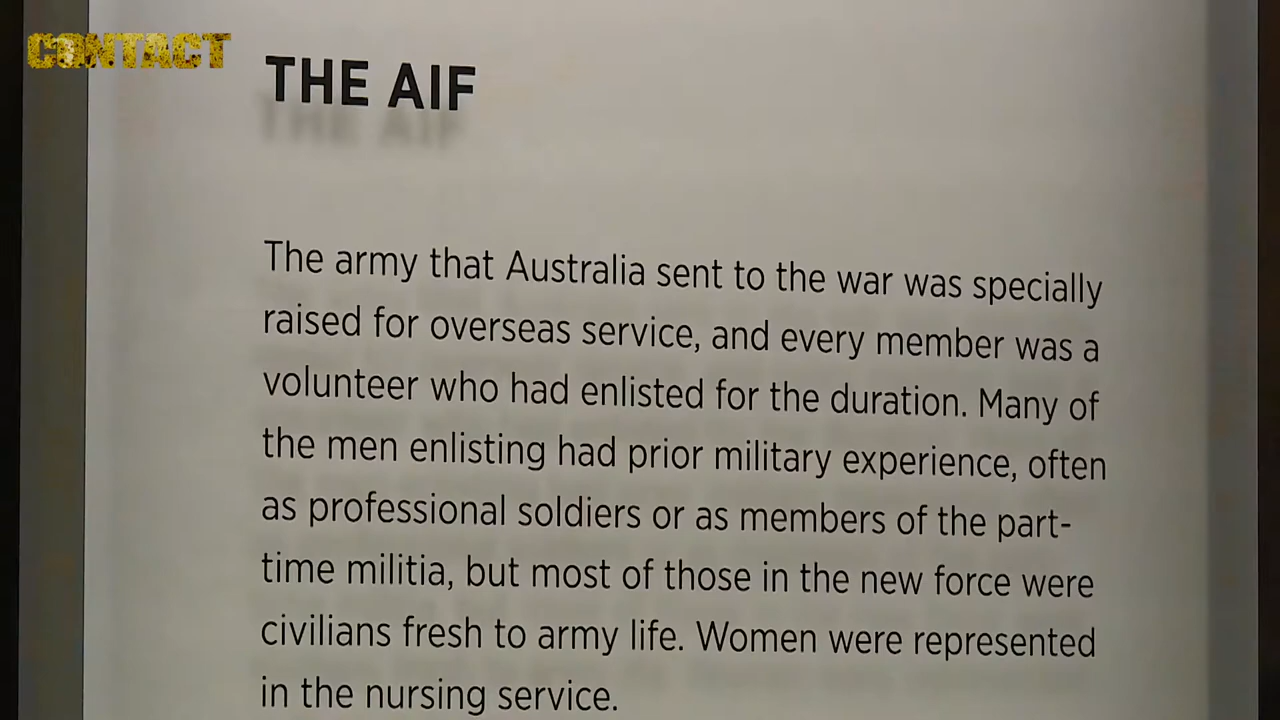 CONTACT
THE AIF
The army that Australia sent to the war was specially
raised for overseas service, and every member was a
volunteer who had enlisted for the duration. Many of
the men enlisting had prior military experience, often
as professional soldiers or as members of the part-
time militia, but most of those in the new force were
civilians fresh to army life. Women were represented
in the nursing service.